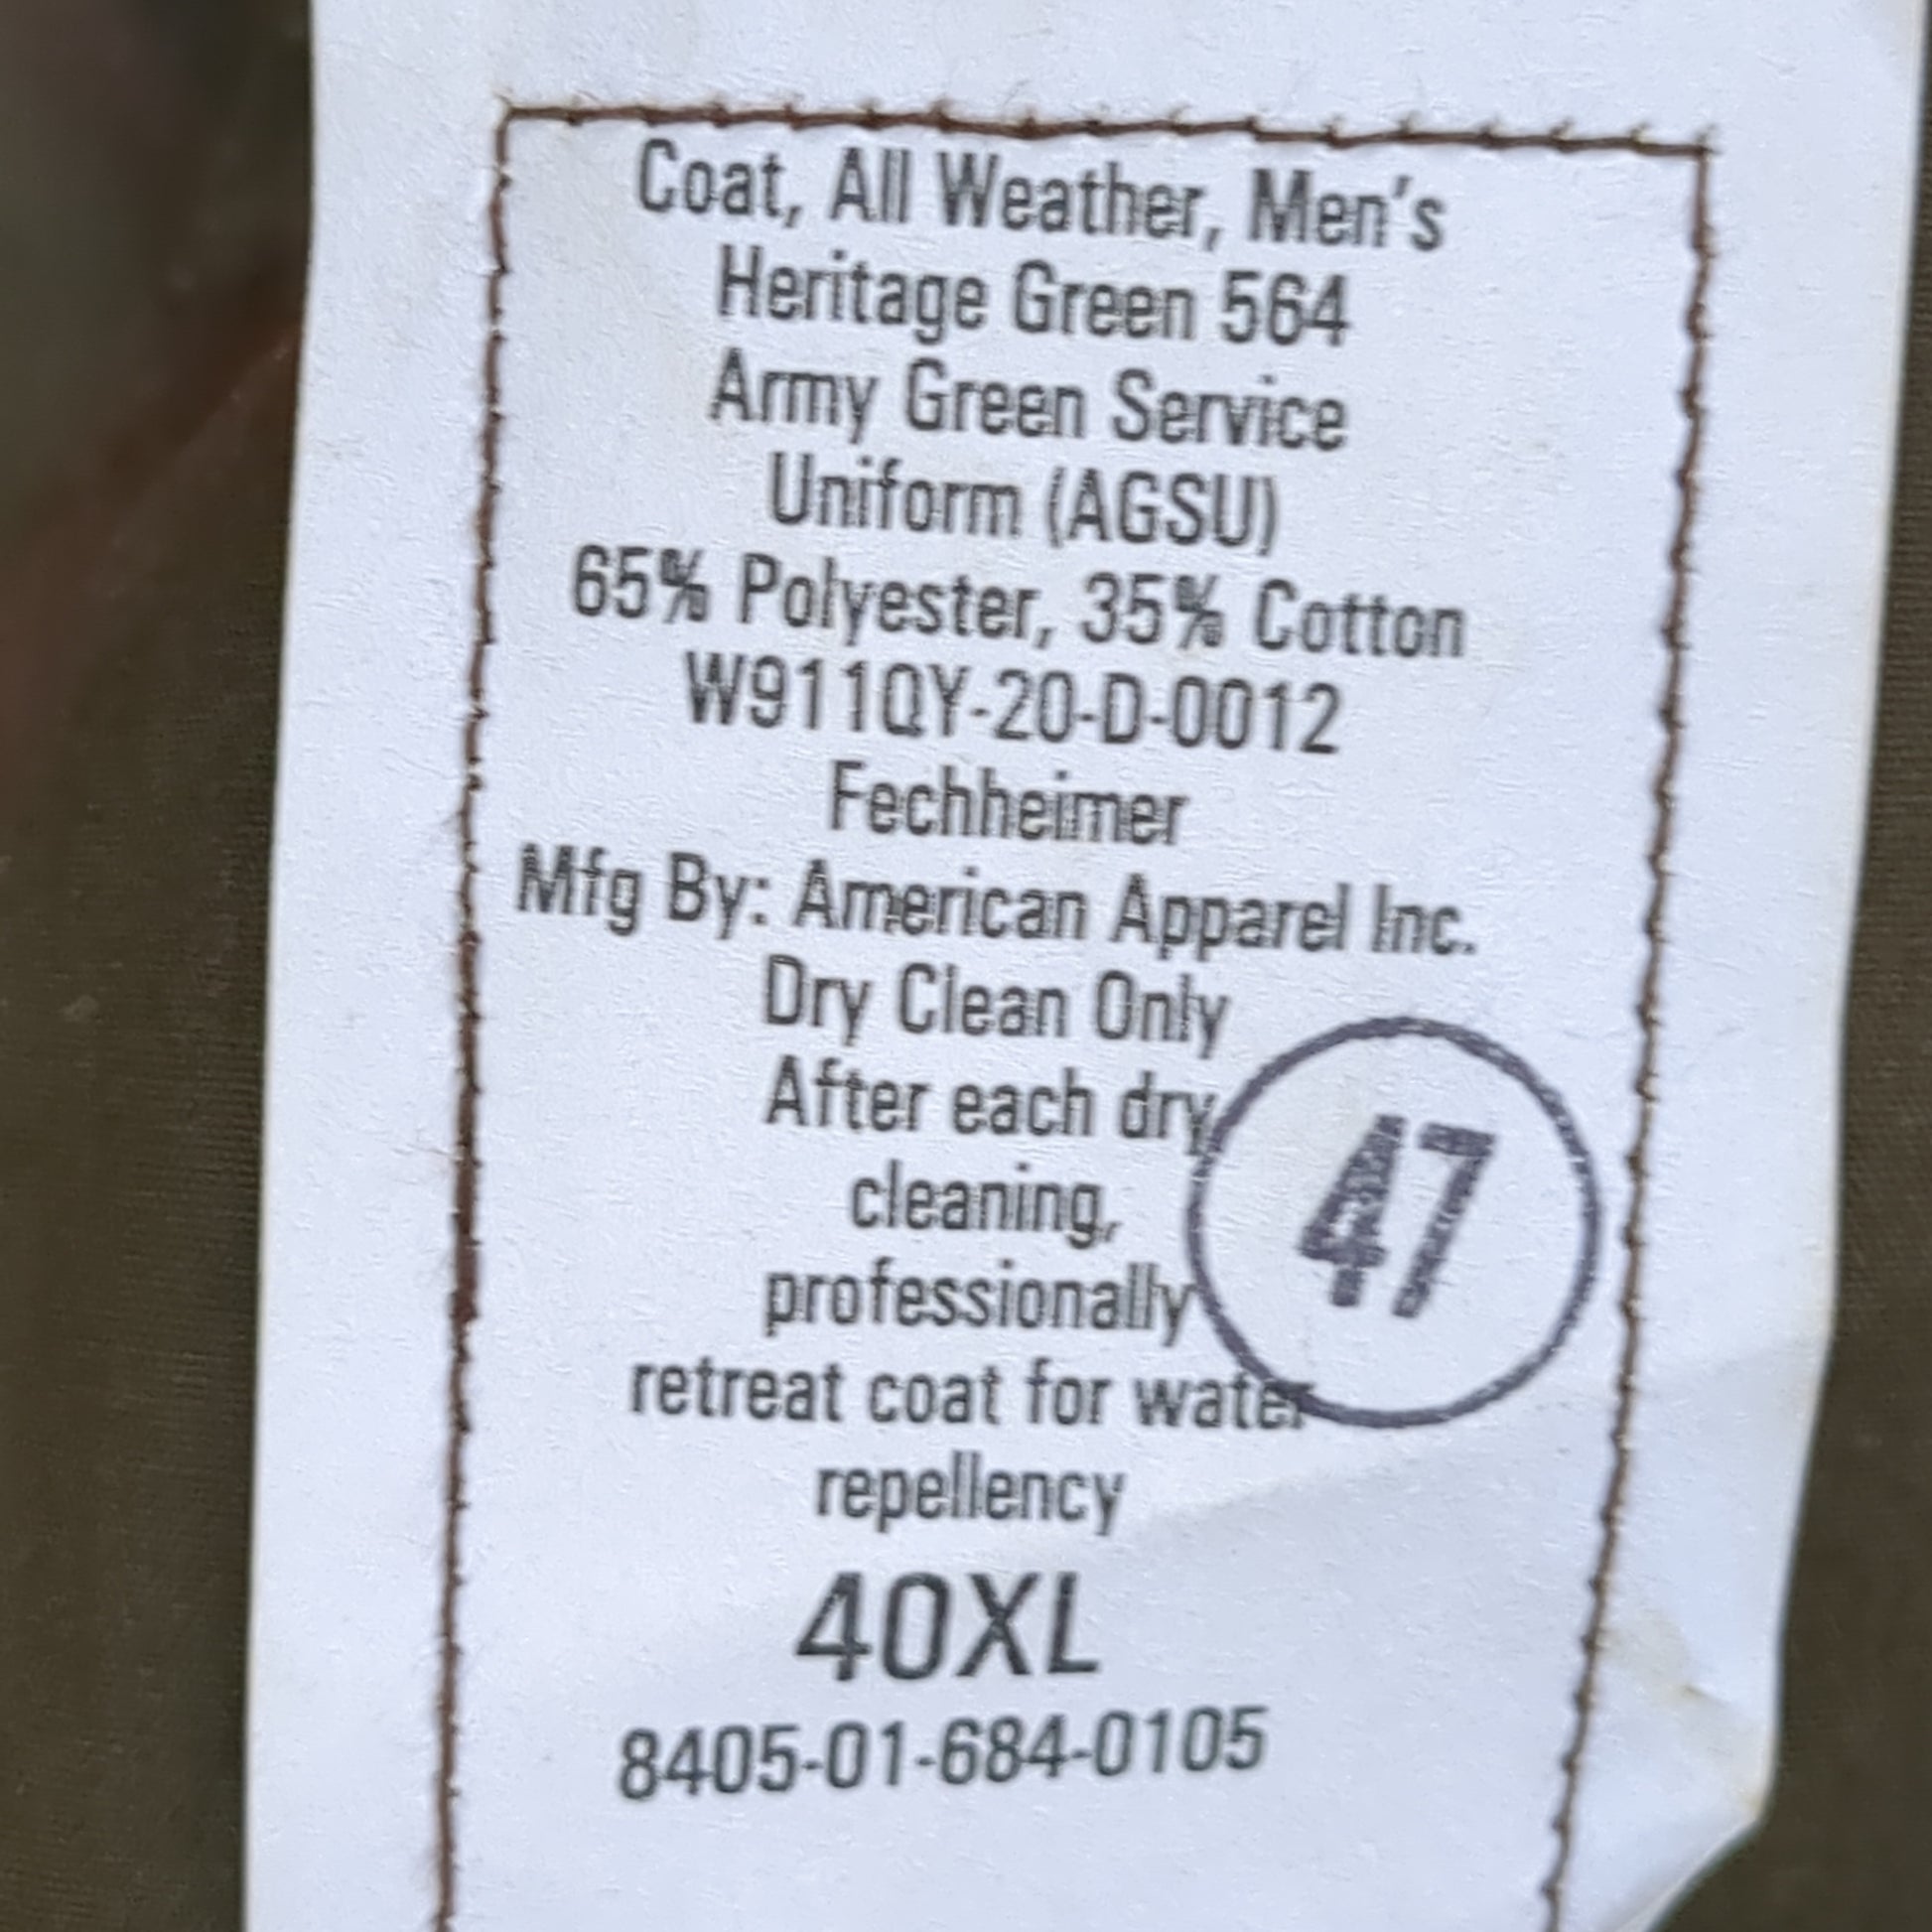 Coat, All Weather, Men's
Heritage Green 564
Army Green Service
Uniform (AGSU)
65% Polyester, 35% Cotton
W911QY-20-D-0012
Fechheimer
Mfg By: American Apparel Inc.
Dry Clean Only
After each dry
cleaning,
47
professionally
retreat coat for water
repellency
40XL
8405-01-684-0105